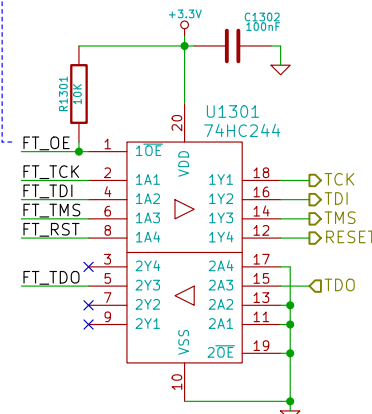 +3.3V
C1302
100nF
R1301
10K
U1301
74HC244
20
VDD
FT_OE 1 1OE
FT_TCK 2 1A1 1Y1 18 TCK
FT_TDI 4 1A2 1Y2 16 TDI
FT_TMS 6 1A3 1Y3 14 TMS
FT_RST 8 1A4 1Y4 12 RESET
3 2Y4 2A4 17
FT_TDO 5 2Y3 2A3 15 TDO
7 2Y2 2A2 13
9 2Y1 2A1 11
VSS 2OE 19
10